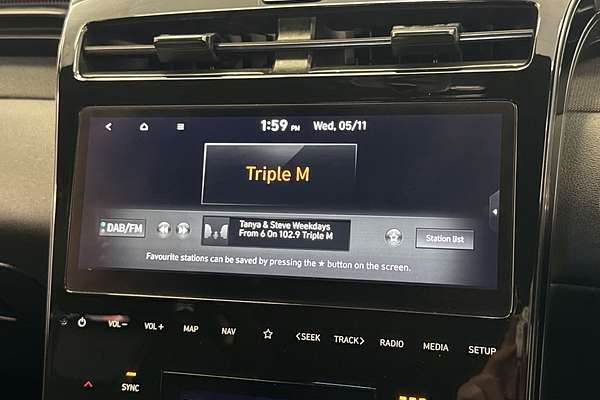 1:59 PM Wed, 05/11
Triple M
DAB/FM
Tanya & Steve Weekdays
From 6 On 102.9 Triple M
Station list
Favourite stations can be saved by pressing the ★ button on the screen.
VOL− VOL+ MAP NAV ☆ <SEEK TRACK> RADIO MEDIA SETUP
SYNC